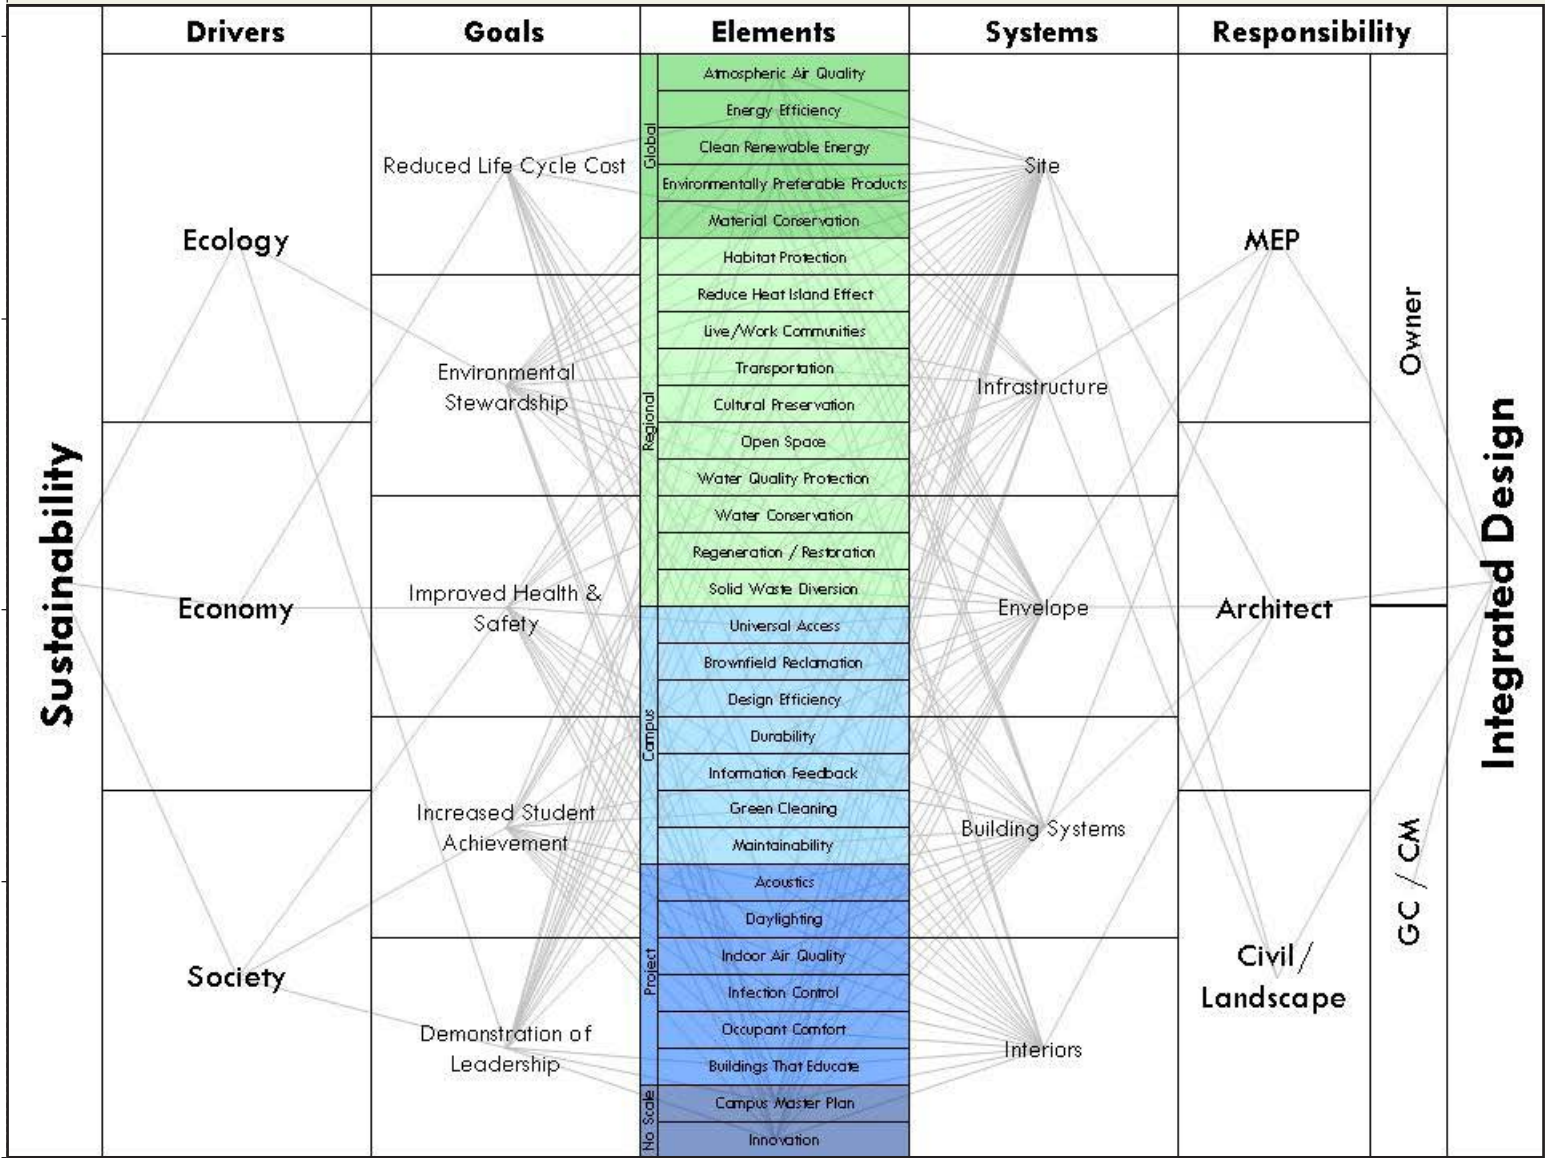 Drivers
Goals
Elements
Systems
Responsibility
Sustainability
Ecology
Economy
Society
Reduced Life Cycle Cost
Environmental
Stewardship
Improved Health &
Safety
Increased Student
Achievement
Demonstration of
Leadership
Global
Atmospheric Air Quality
Energy Efficiency
Clean Renewable Energy
Environmentally Preferable Products
Material Conservation
Regional
Habitat Protection
Reduce Heat Island Effect
Live/Work Communities
Transportation
Cultural Preservation
Open Space
Water Quality Protection
Water Conservation
Regeneration / Restoration
Solid Waste Diversion
Campus
Universal Access
Brownfield Reclamation
Design Efficiency
Durability
Information Feedback
Green Cleaning
Maintainability
Project
Acoustics
Daylighting
Indoor Air Quality
Infection Control
Occupant Comfort
Buildings That Educate
No Scale
Campus Master Plan
Innovation
Site
Infrastructure
Envelope
Building Systems
Interiors
MEP
Architect
Civil/
Landscape
Owner
GC / CM
Integrated Design